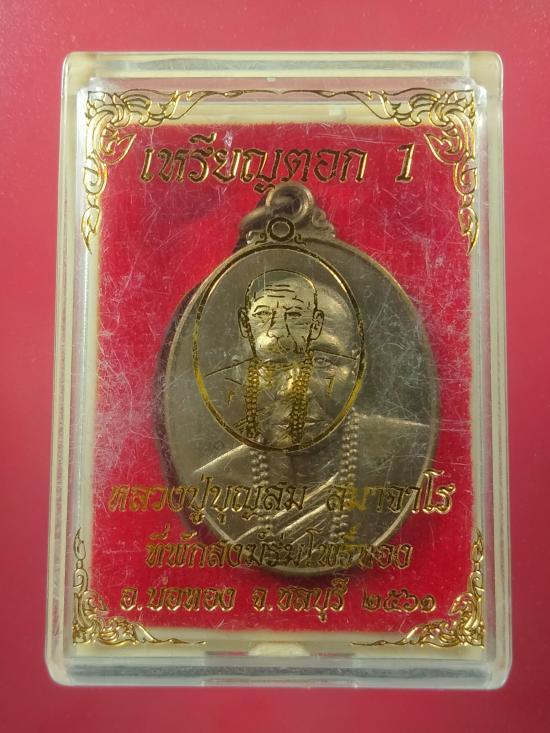 เหรียญตอก 1
หลวงปู่บุญสม สมาจาโร
ที่พักสงฆ์ร่มโพธิ์ทอง
อ.บ่อทอง จ.ชลบุรี ๒๕๖๑